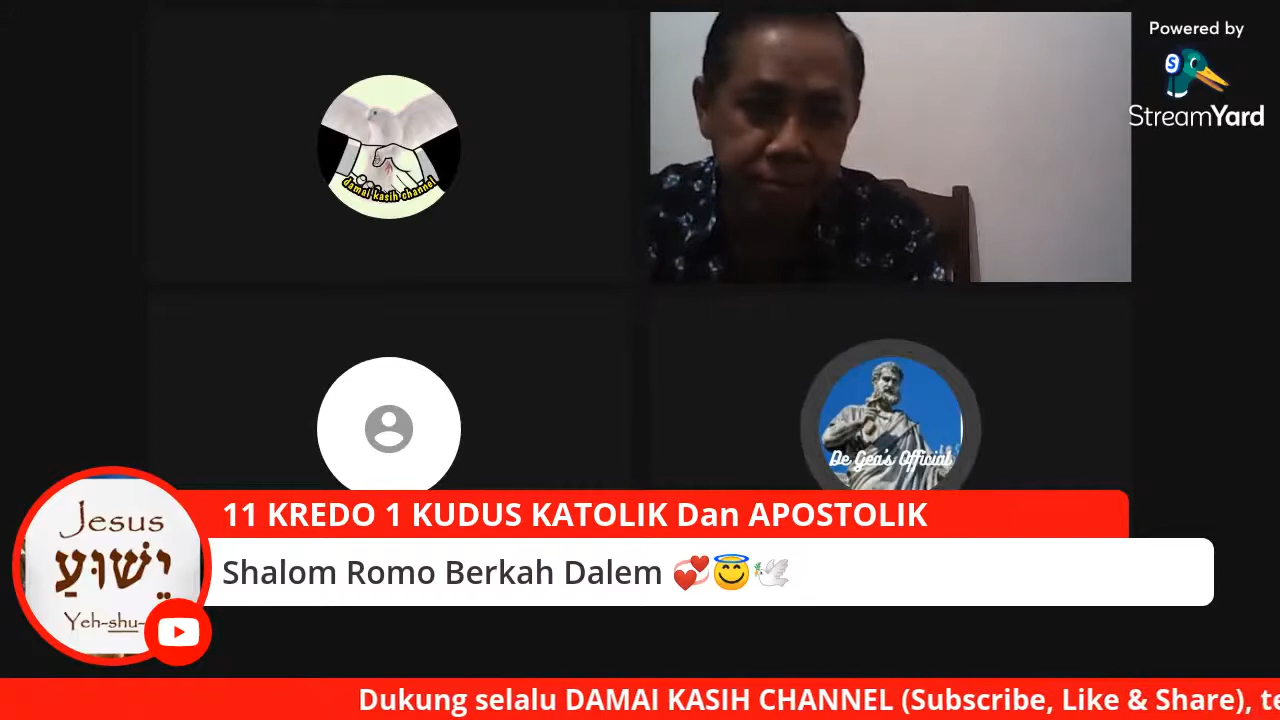 Powered by
S
StreamYard
damai kasih channel
De Gea's Official
Jesus
יֵשׁוּעַ
Yeh-shu-
11 KREDO 1 KUDUS KATOLIK Dan APOSTOLIK
Shalom Romo Berkah Dalem 💞😇🕊️
Dukung selalu DAMAI KASIH CHANNEL (Subscribe, Like & Share), te